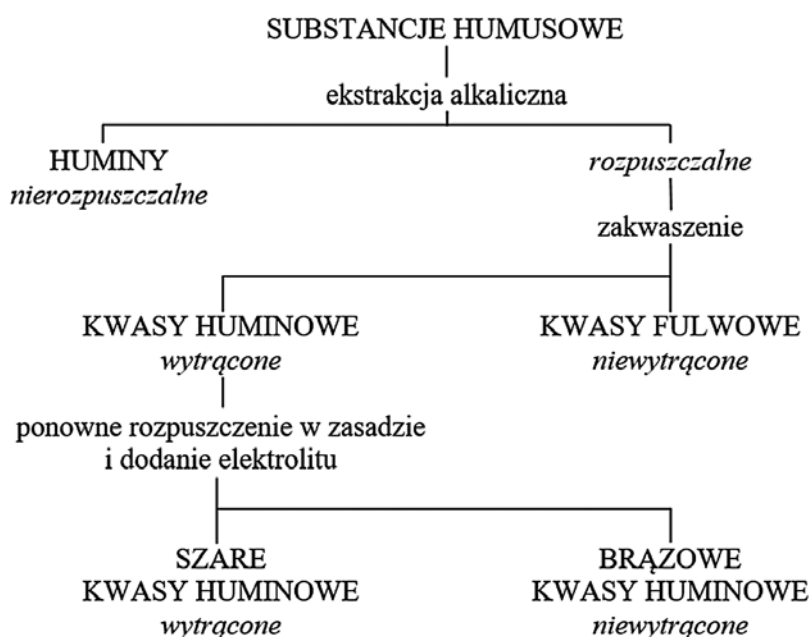 SUBSTANCJE HUMUSOWE
ekstrakcja alkaliczna
HUMINY
nierozpuszczalne
rozpuszczalne
zakwaszenie
KWASY HUMINOWE
wytrącone
KWASY FULWOWE
niewytrącone
ponowne rozpuszczenie w zasadzie
i dodanie elektrolitu
SZARE
KWASY HUMINOWE
wytrącone
BRĄZOWE
KWASY HUMINOWE
niewytrącone